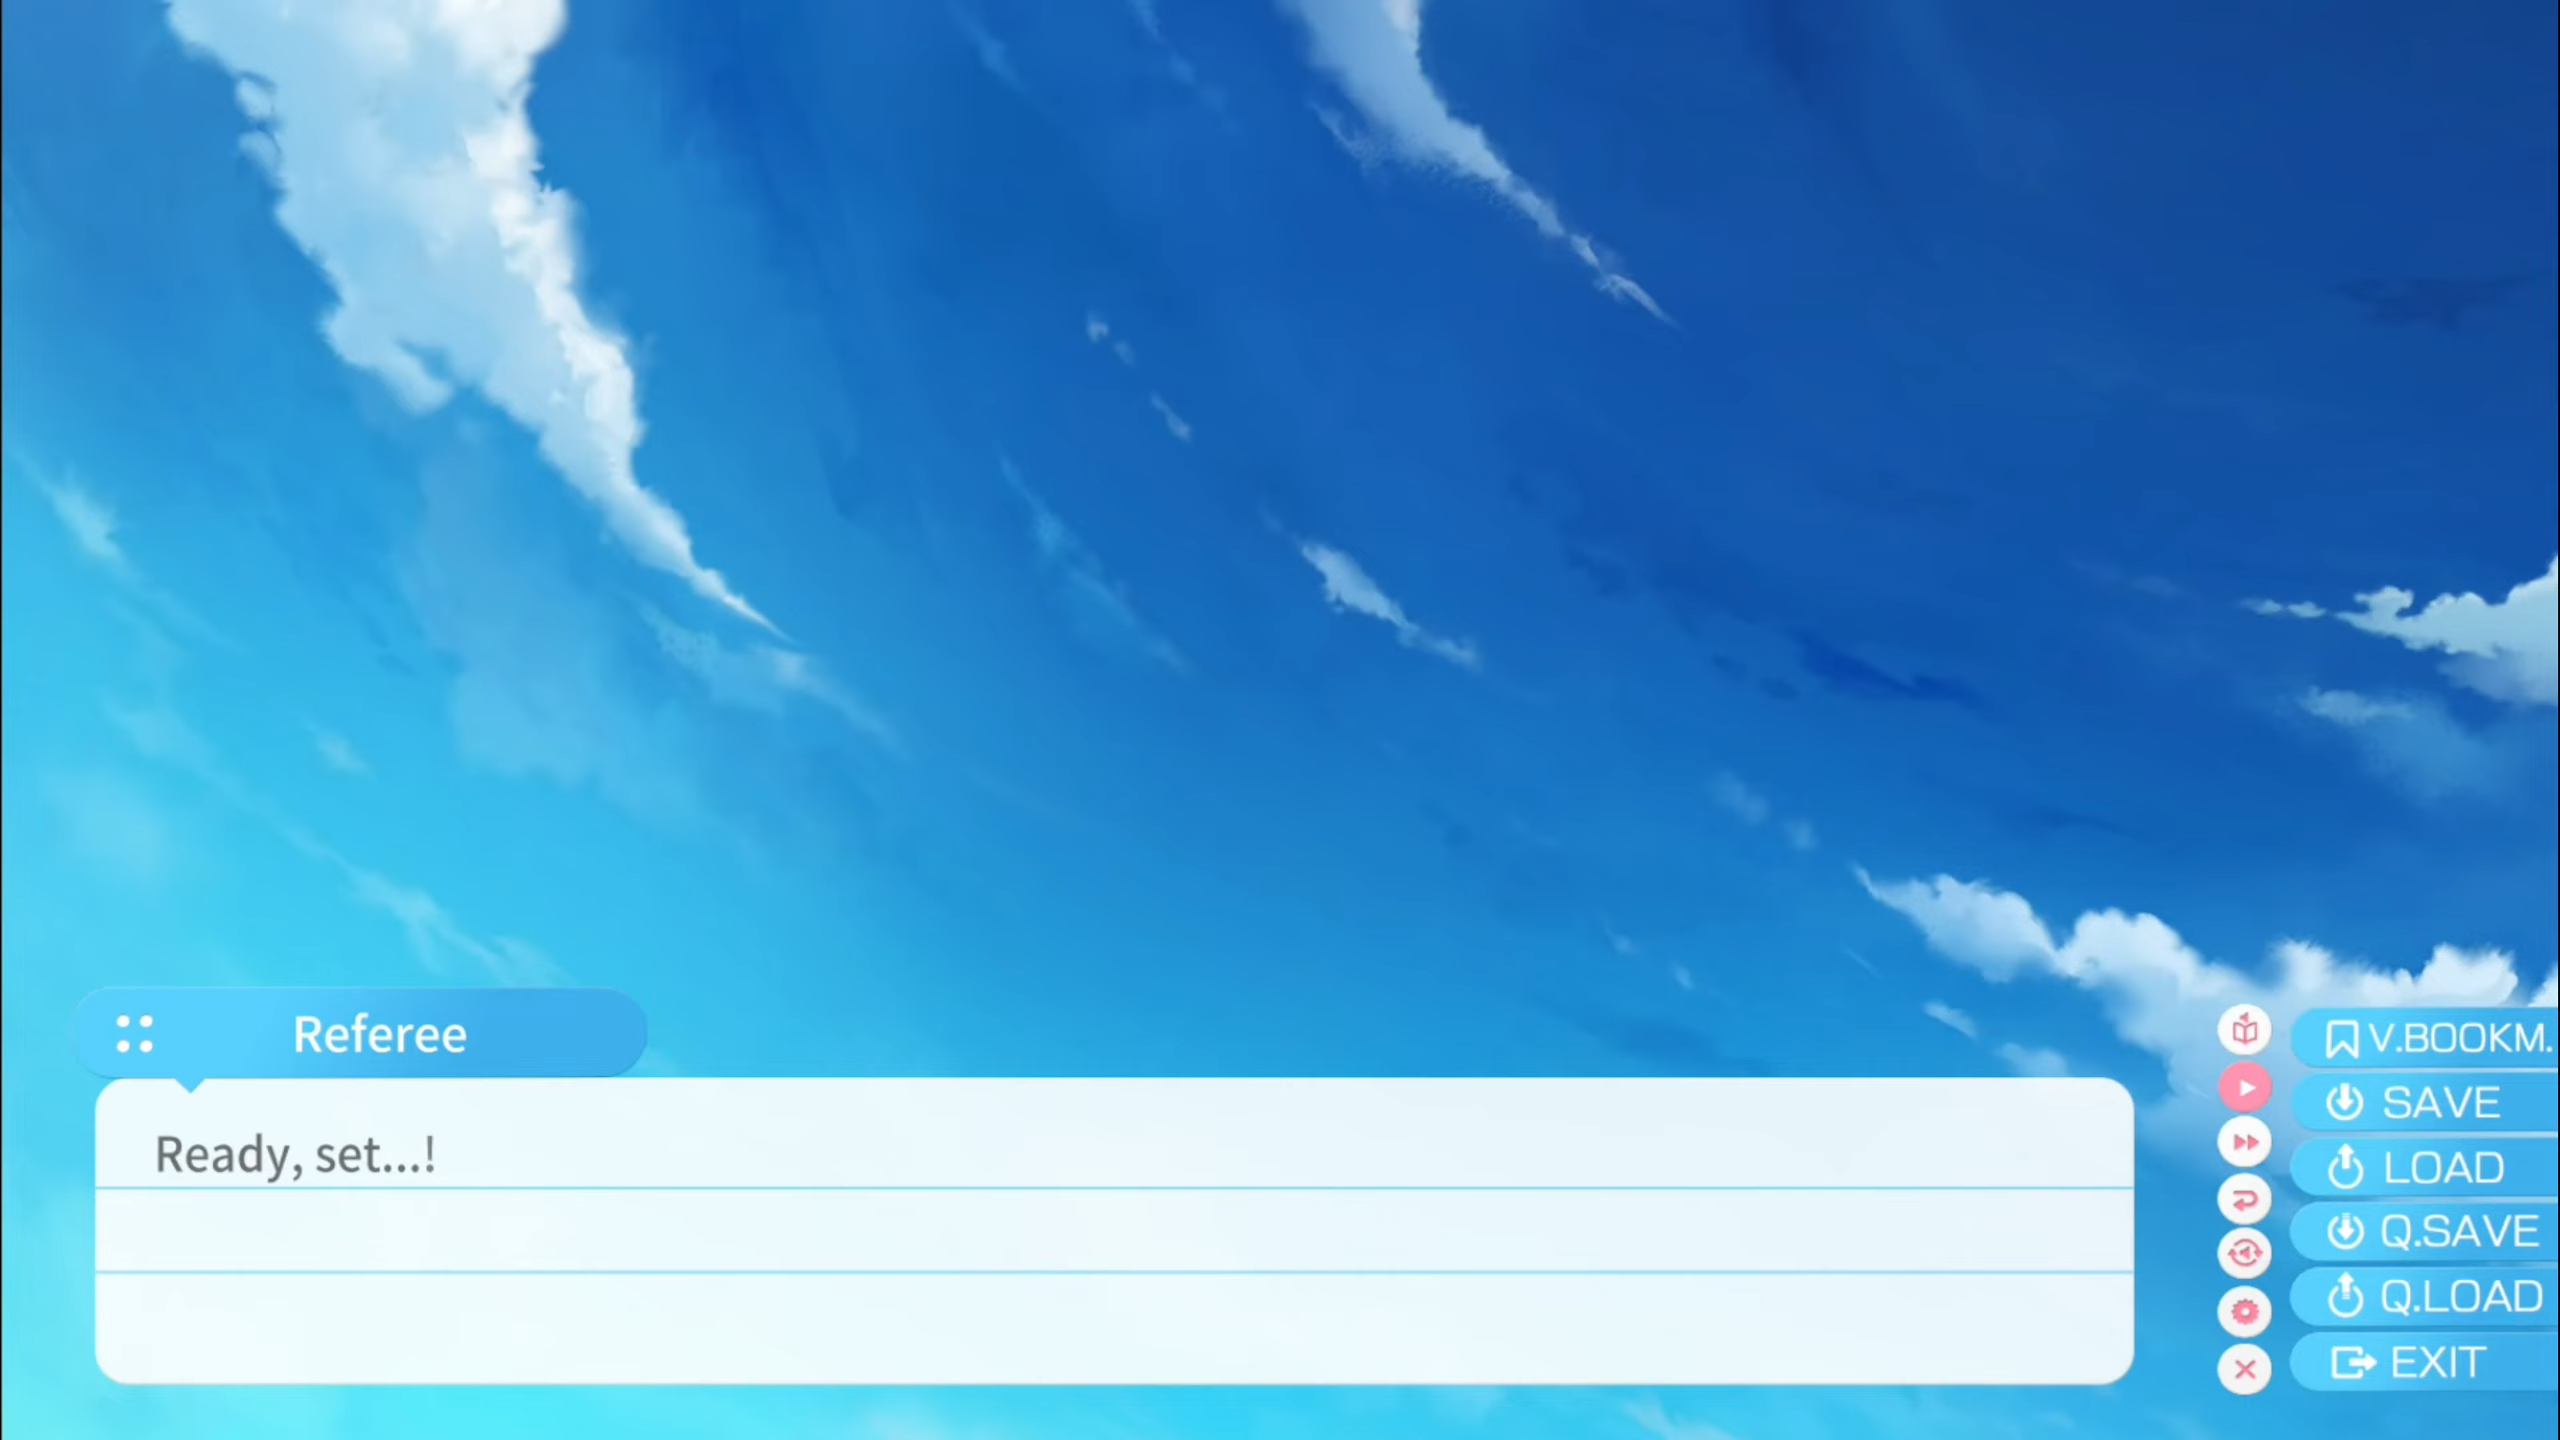 Referee
Ready, set...!
V.BOOKM.
SAVE
LOAD
Q.SAVE
Q.LOAD
EXIT